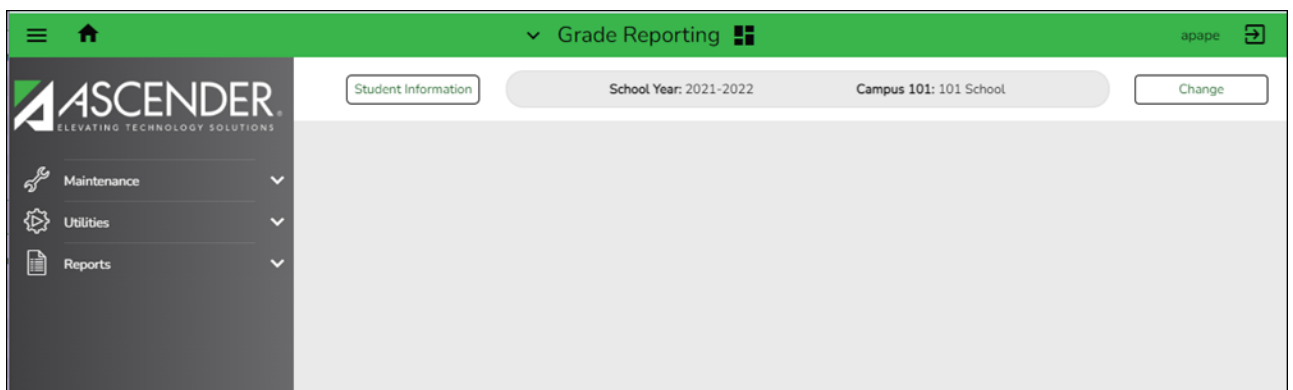 Grade Reporting
apape
ASCENDER®
ELEVATING TECHNOLOGY SOLUTIONS
Student Information
School Year: 2021-2022 Campus 101: 101 School
Change
Maintenance
Utilities
Reports